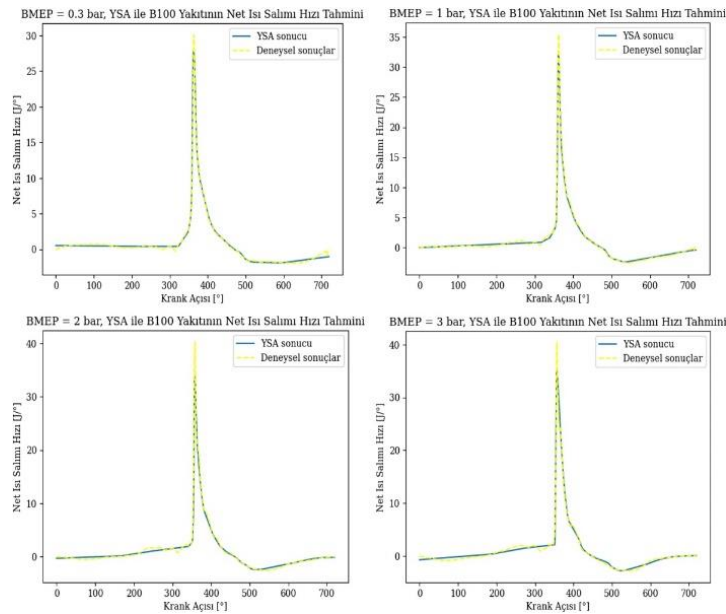 BMEP = 0.3 bar, YSA ile B100 Yakıtının Net Isı Salımı Hızı Tahmini
YSA sonucu
Deneysel sonuçlar
Net Isı Salımı Hızı [J/°]
30
25
20
15
10
5
0
0 100 200 300 400 500 600 700
Krank Açısı [°]
BMEP = 1 bar, YSA ile B100 Yakıtının Net Isı Salımı Hızı Tahmini
YSA sonucu
Deneysel sonuçlar
Net Isı Salımı Hızı [J/°]
35
30
25
20
15
10
5
0
-5
0 100 200 300 400 500 600 700
Krank Açısı [°]
BMEP = 2 bar, YSA ile B100 Yakıtının Net Isı Salımı Hızı Tahmini
YSA sonucu
Deneysel sonuçlar
Net Isı Salımı Hızı [J/°]
40
30
20
10
0
0 100 200 300 400 500 600 700
Krank Açısı [°]
BMEP = 3 bar, YSA ile B100 Yakıtının Net Isı Salımı Hızı Tahmini
YSA sonucu
Deneysel sonuçlar
Net Isı Salımı Hızı [J/°]
40
30
20
10
0
0 100 200 300 400 500 600 700
Krank Açısı [°]